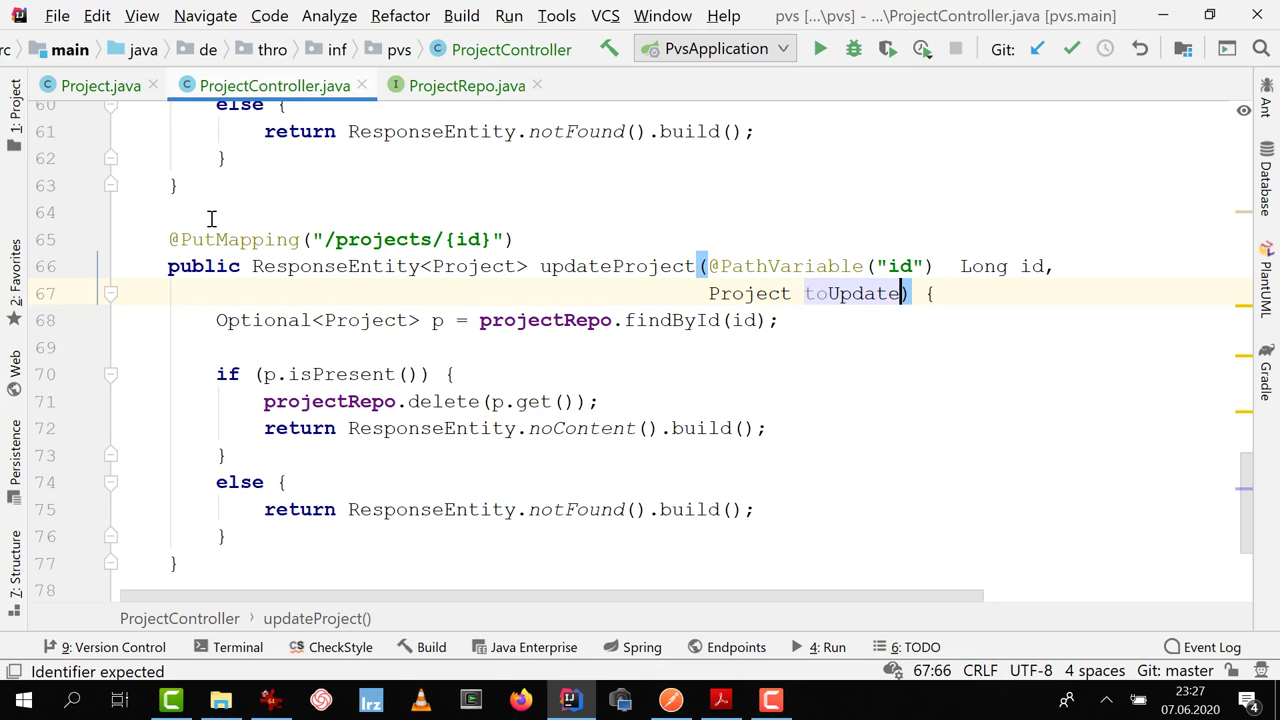 File Edit View Navigate Code Analyze Refactor Build Run Tools VCS Window Help pvs [...\pvs] - ...\ProjectController.java [pvs.main]
rc main java de thro inf pvs ProjectController PvsApplication Git:
Project.java ProjectController.java ProjectRepo.java
60 else {
61 return ResponseEntity.notFound().build();
62 }
63 }
64
65 @PutMapping("/projects/{id}")
66 public ResponseEntity<Project> updateProject(@PathVariable("id") Long id,
67 Project toUpdate) {
68 Optional<Project> p = projectRepo.findById(id);
69
70 if (p.isPresent()) {
71 projectRepo.delete(p.get());
72 return ResponseEntity.noContent().build();
73 }
74 else {
75 return ResponseEntity.notFound().build();
76 }
77 }
78
1: Project
2: Favorites
Web
Persistence
7: Structure
Ant
Database
PlantUML
Gradle
ProjectController updateProject()
9: Version Control Terminal CheckStyle Build Java Enterprise Spring Endpoints 4: Run 6: TODO Event Log
Identifier expected 67:66 CRLF UTF-8 4 spaces Git: master
lrz 23:27
07.06.2020 4